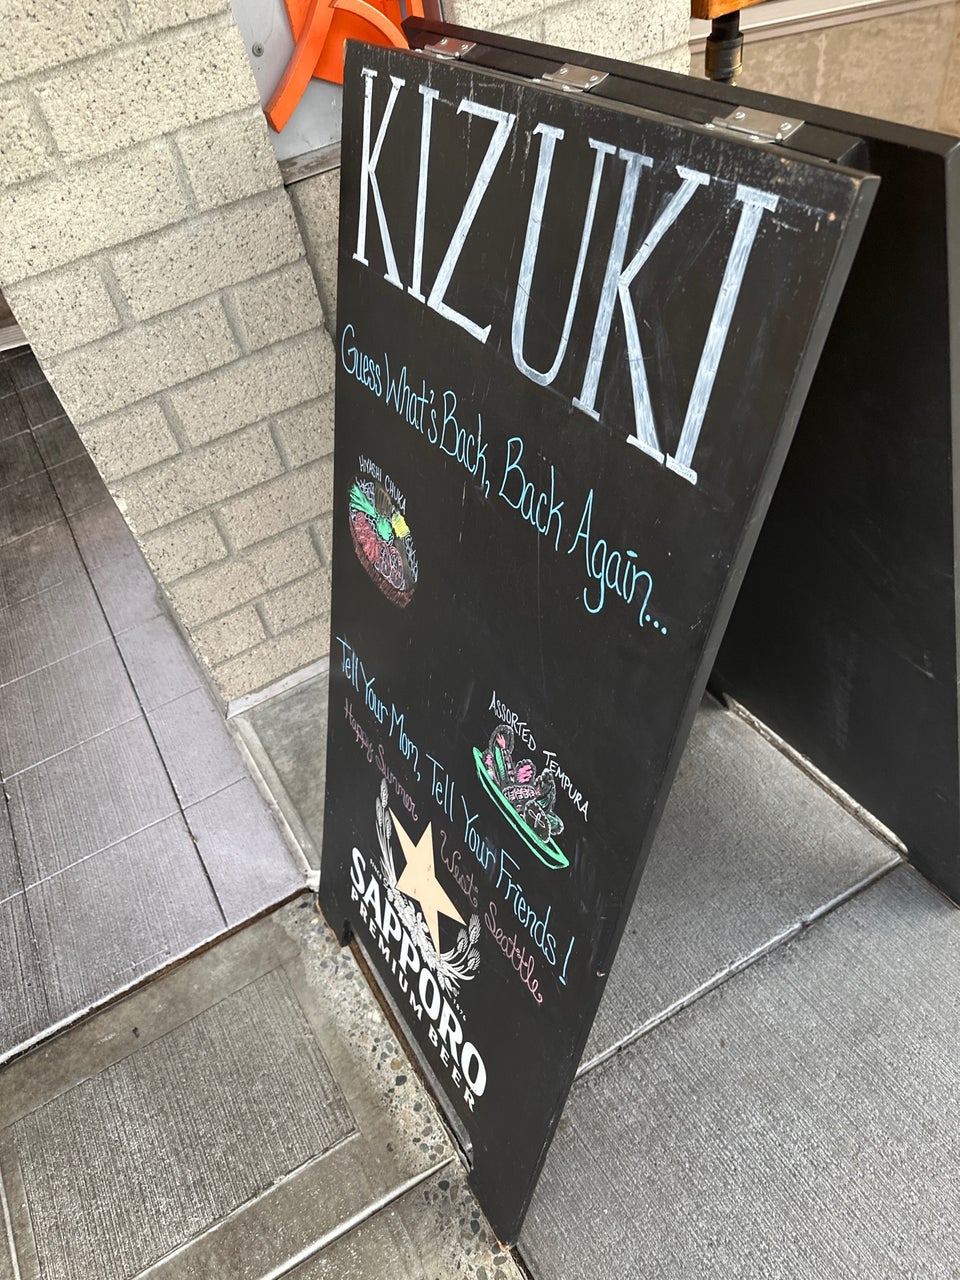 KIZUKI
Guess What's Back, Back Again...
HIYASHI CHUKA
ASSORTED TEMPURA
Tell Your Mom, Tell Your Friends!
Happy Summer West Seattle
SAPPORO
PREMIUM BEER